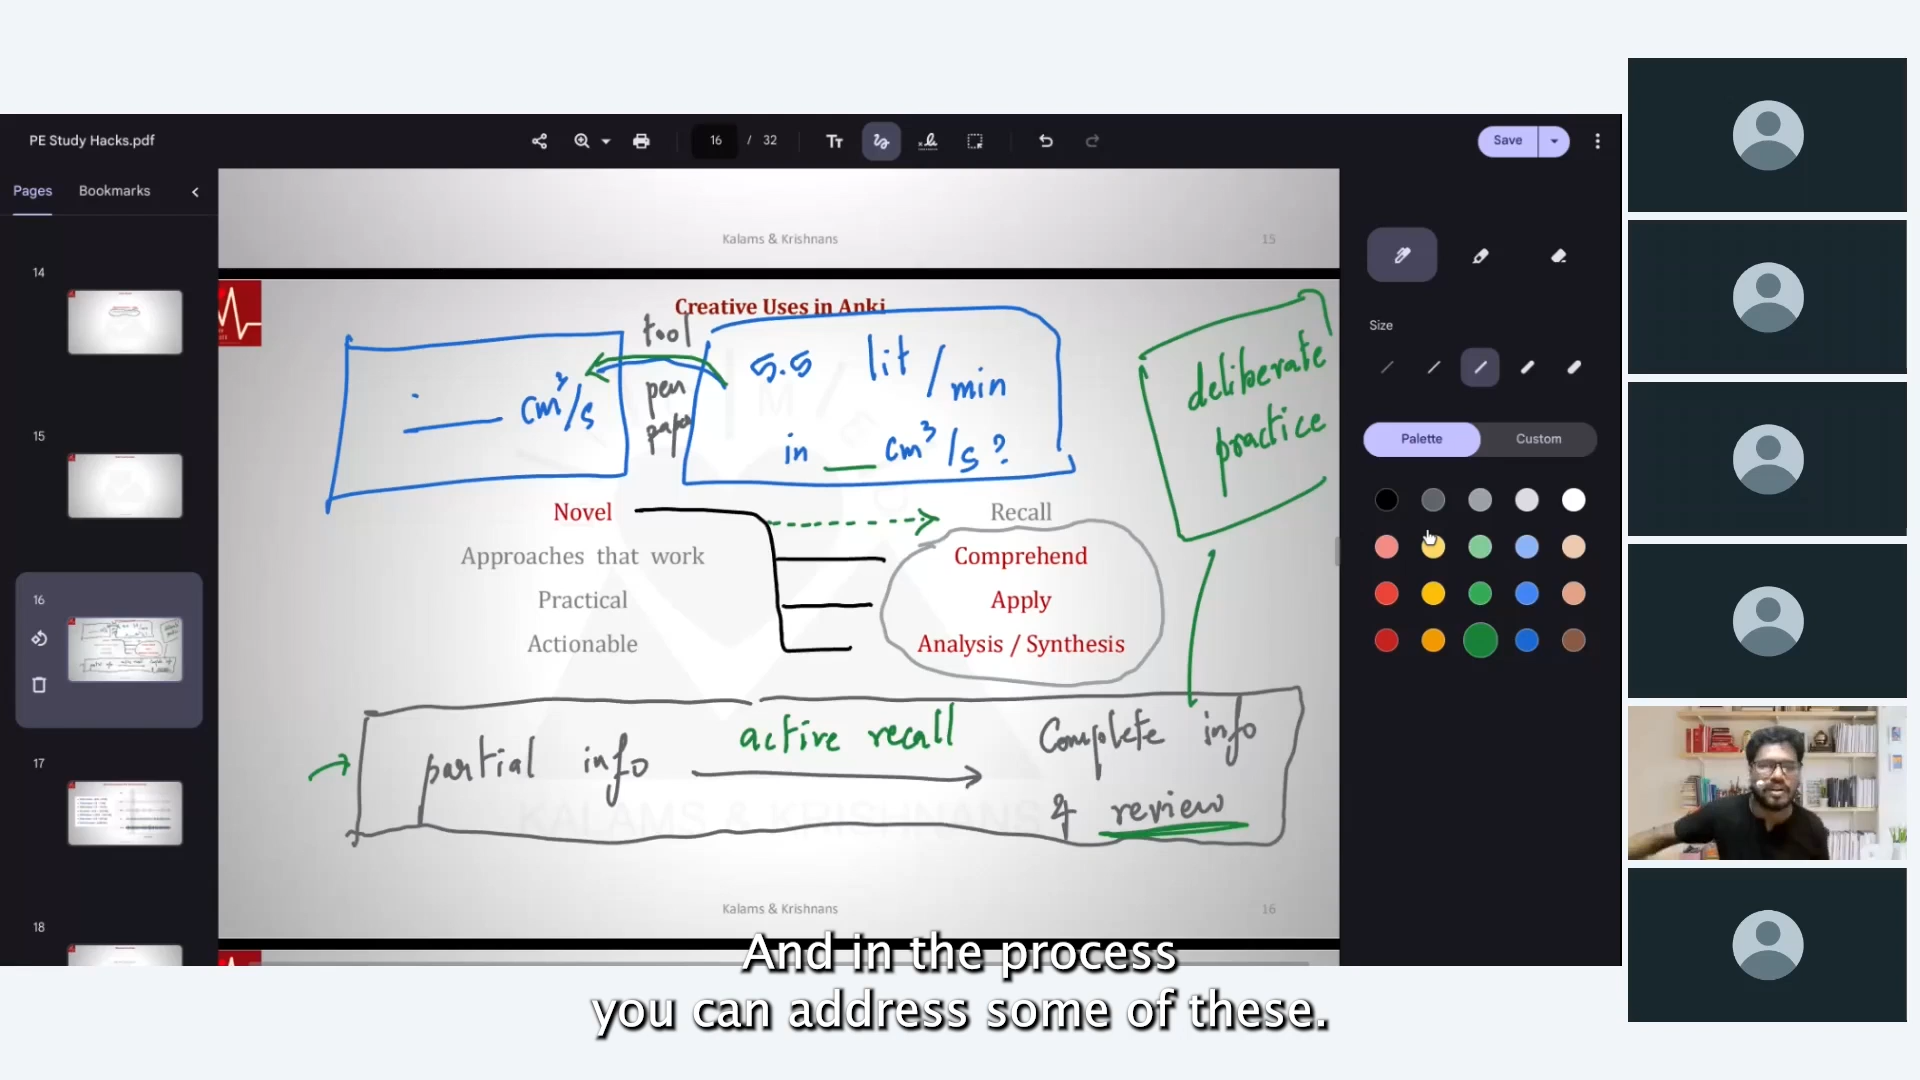 PE Study Hacks.pdf
16 / 32
Save
Pages Bookmarks
14
15
16
17
18
Kalams & Krishnans 15
Creative Uses in Anki
tool
pen
cm³/s
5.5 lit/min
in __ cm³/s?
deliberate
practice
Novel
Approaches that work
Practical
Actionable
Recall
Comprehend
Apply
Analysis / Synthesis
partial info
active recall
Complete info
& review
KALAMS & KRISHNANS
Kalams & Krishnans 16
Size
Palette Custom
And in the process
you can address some of these.